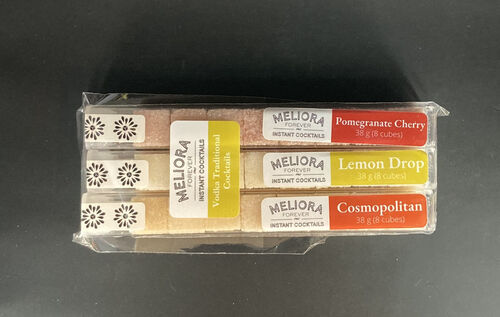 MELIORA
FOREVER
INSTANT COCKTAILS
Pomegranate Cherry
38 g (8 cubes)
MELIORA
FOREVER
INSTANT COCKTAILS
Lemon Drop
38 g (8 cubes)
MELIORA
FOREVER
INSTANT COCKTAILS
Cosmopolitan
38 g (8 cubes)
MELIORA
FOREVER
INSTANT COCKTAILS
Vodka Traditional
Cocktails